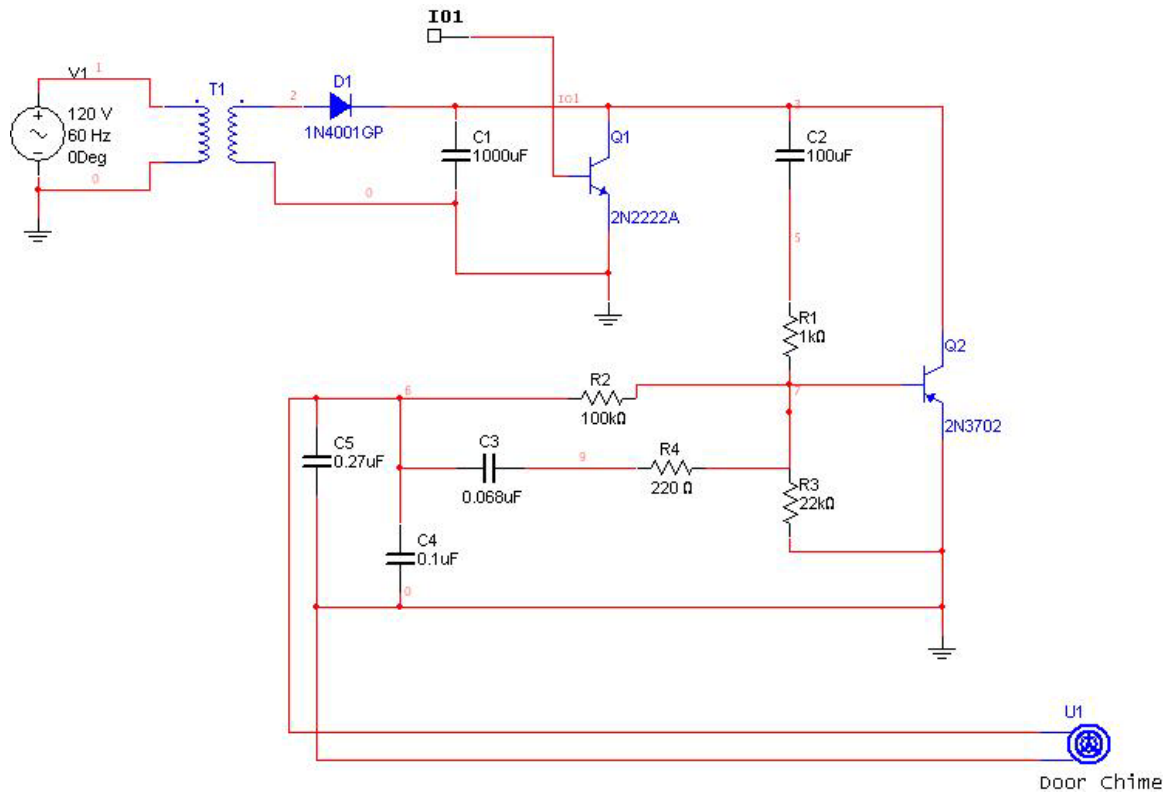 IO1
V1
1
120 V
60 Hz
0Deg
0
T1
2
D1
1N4001GP
0
C1
1000uF
IO1
Q1
2N2222A
3
C2
100uF
5
R1
1kΩ
Q2
2N3702
6
R2
100kΩ
7
C5
0.27uF
C3
0.068uF
9
R4
220 Ω
R3
22kΩ
C4
0.1uF
0
U1
Door Chime